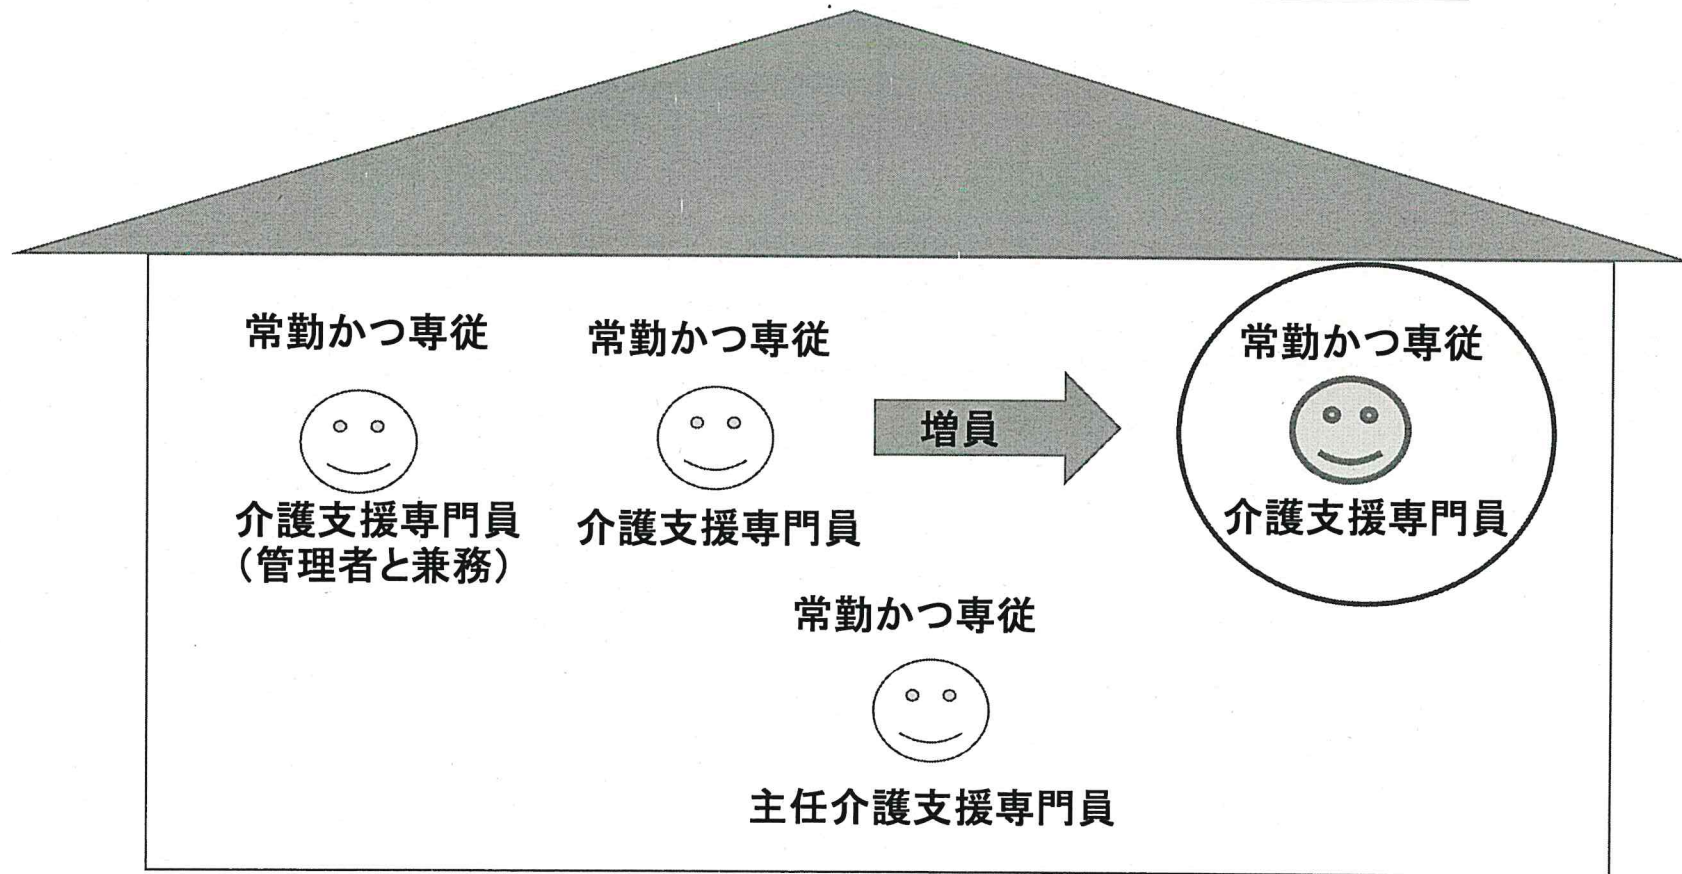 常勤かつ専従
介護支援専門員
（管理者と兼務）
常勤かつ専従
介護支援専門員
増員
常勤かつ専従
介護支援専門員
常勤かつ専従
主任介護支援専門員